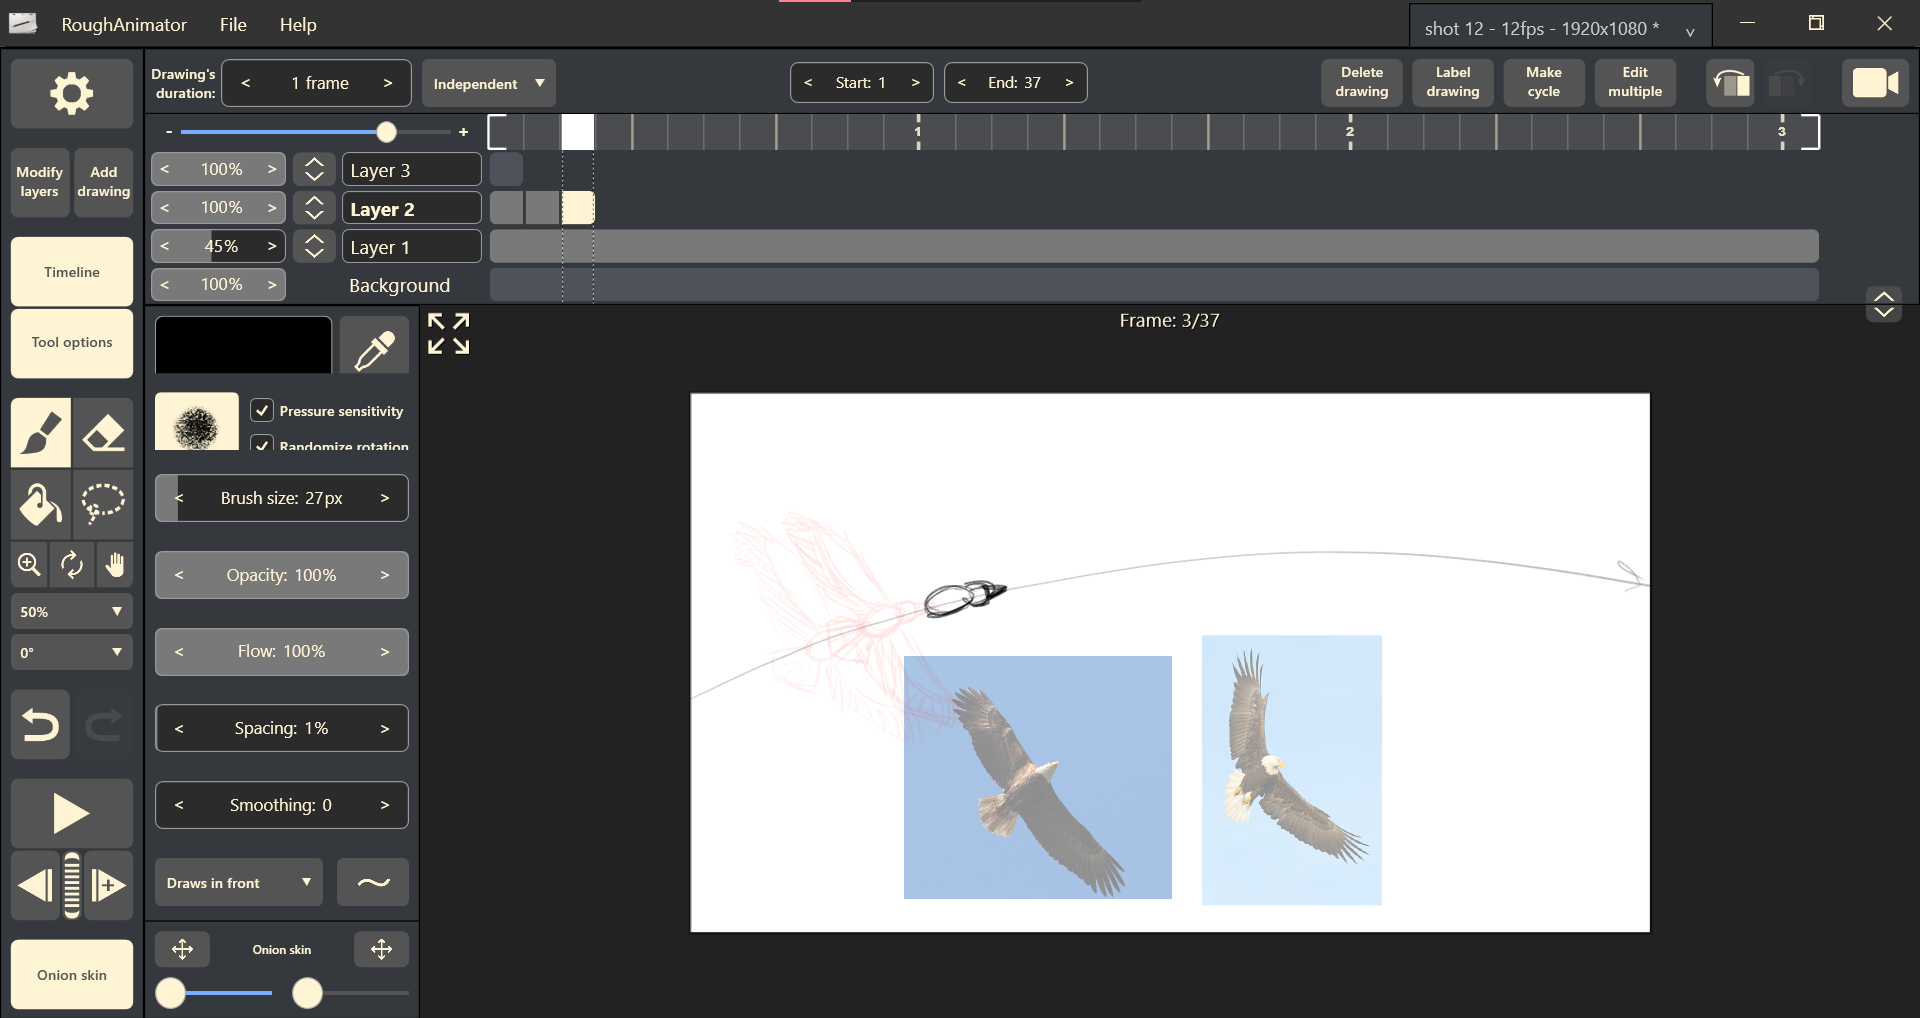 RoughAnimator File Help
shot 12 - 12fps - 1920x1080 * v
Drawing's
duration:
< 1 frame >
Independent ▼
< Start: 1 >
< End: 37 >
Delete
drawing
Label
drawing
Make
cycle
Edit
multiple
- +
1 2 3
Modify
layers
Add
drawing
< 100% > Layer 3
< 100% > Layer 2
< 45% > Layer 1
< 100% > Background
Timeline
Tool options
Frame: 3/37
Pressure sensitivity
Randomize rotation
< Brush size: 27px >
< Opacity: 100% >
50% ▼
0° ▼
< Flow: 100% >
< Spacing: 1% >
< Smoothing: 0 >
Draws in front ▼
Onion skin
Onion skin